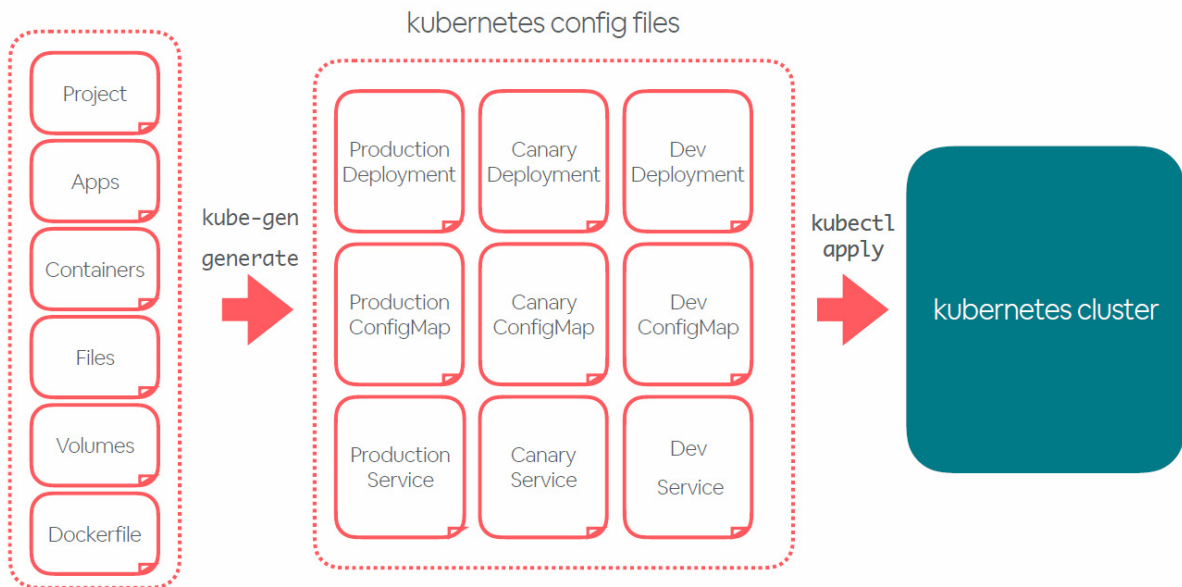 kubernetes config files
Project
Apps
Containers
Files
Volumes
Dockerfile
kube-gen
generate
Production
Deployment
Canary
Deployment
Dev
Deployment
Production
ConfigMap
Canary
ConfigMap
Dev
ConfigMap
Production
Service
Canary
Service
Dev
Service
kubectl
apply
kubernetes cluster